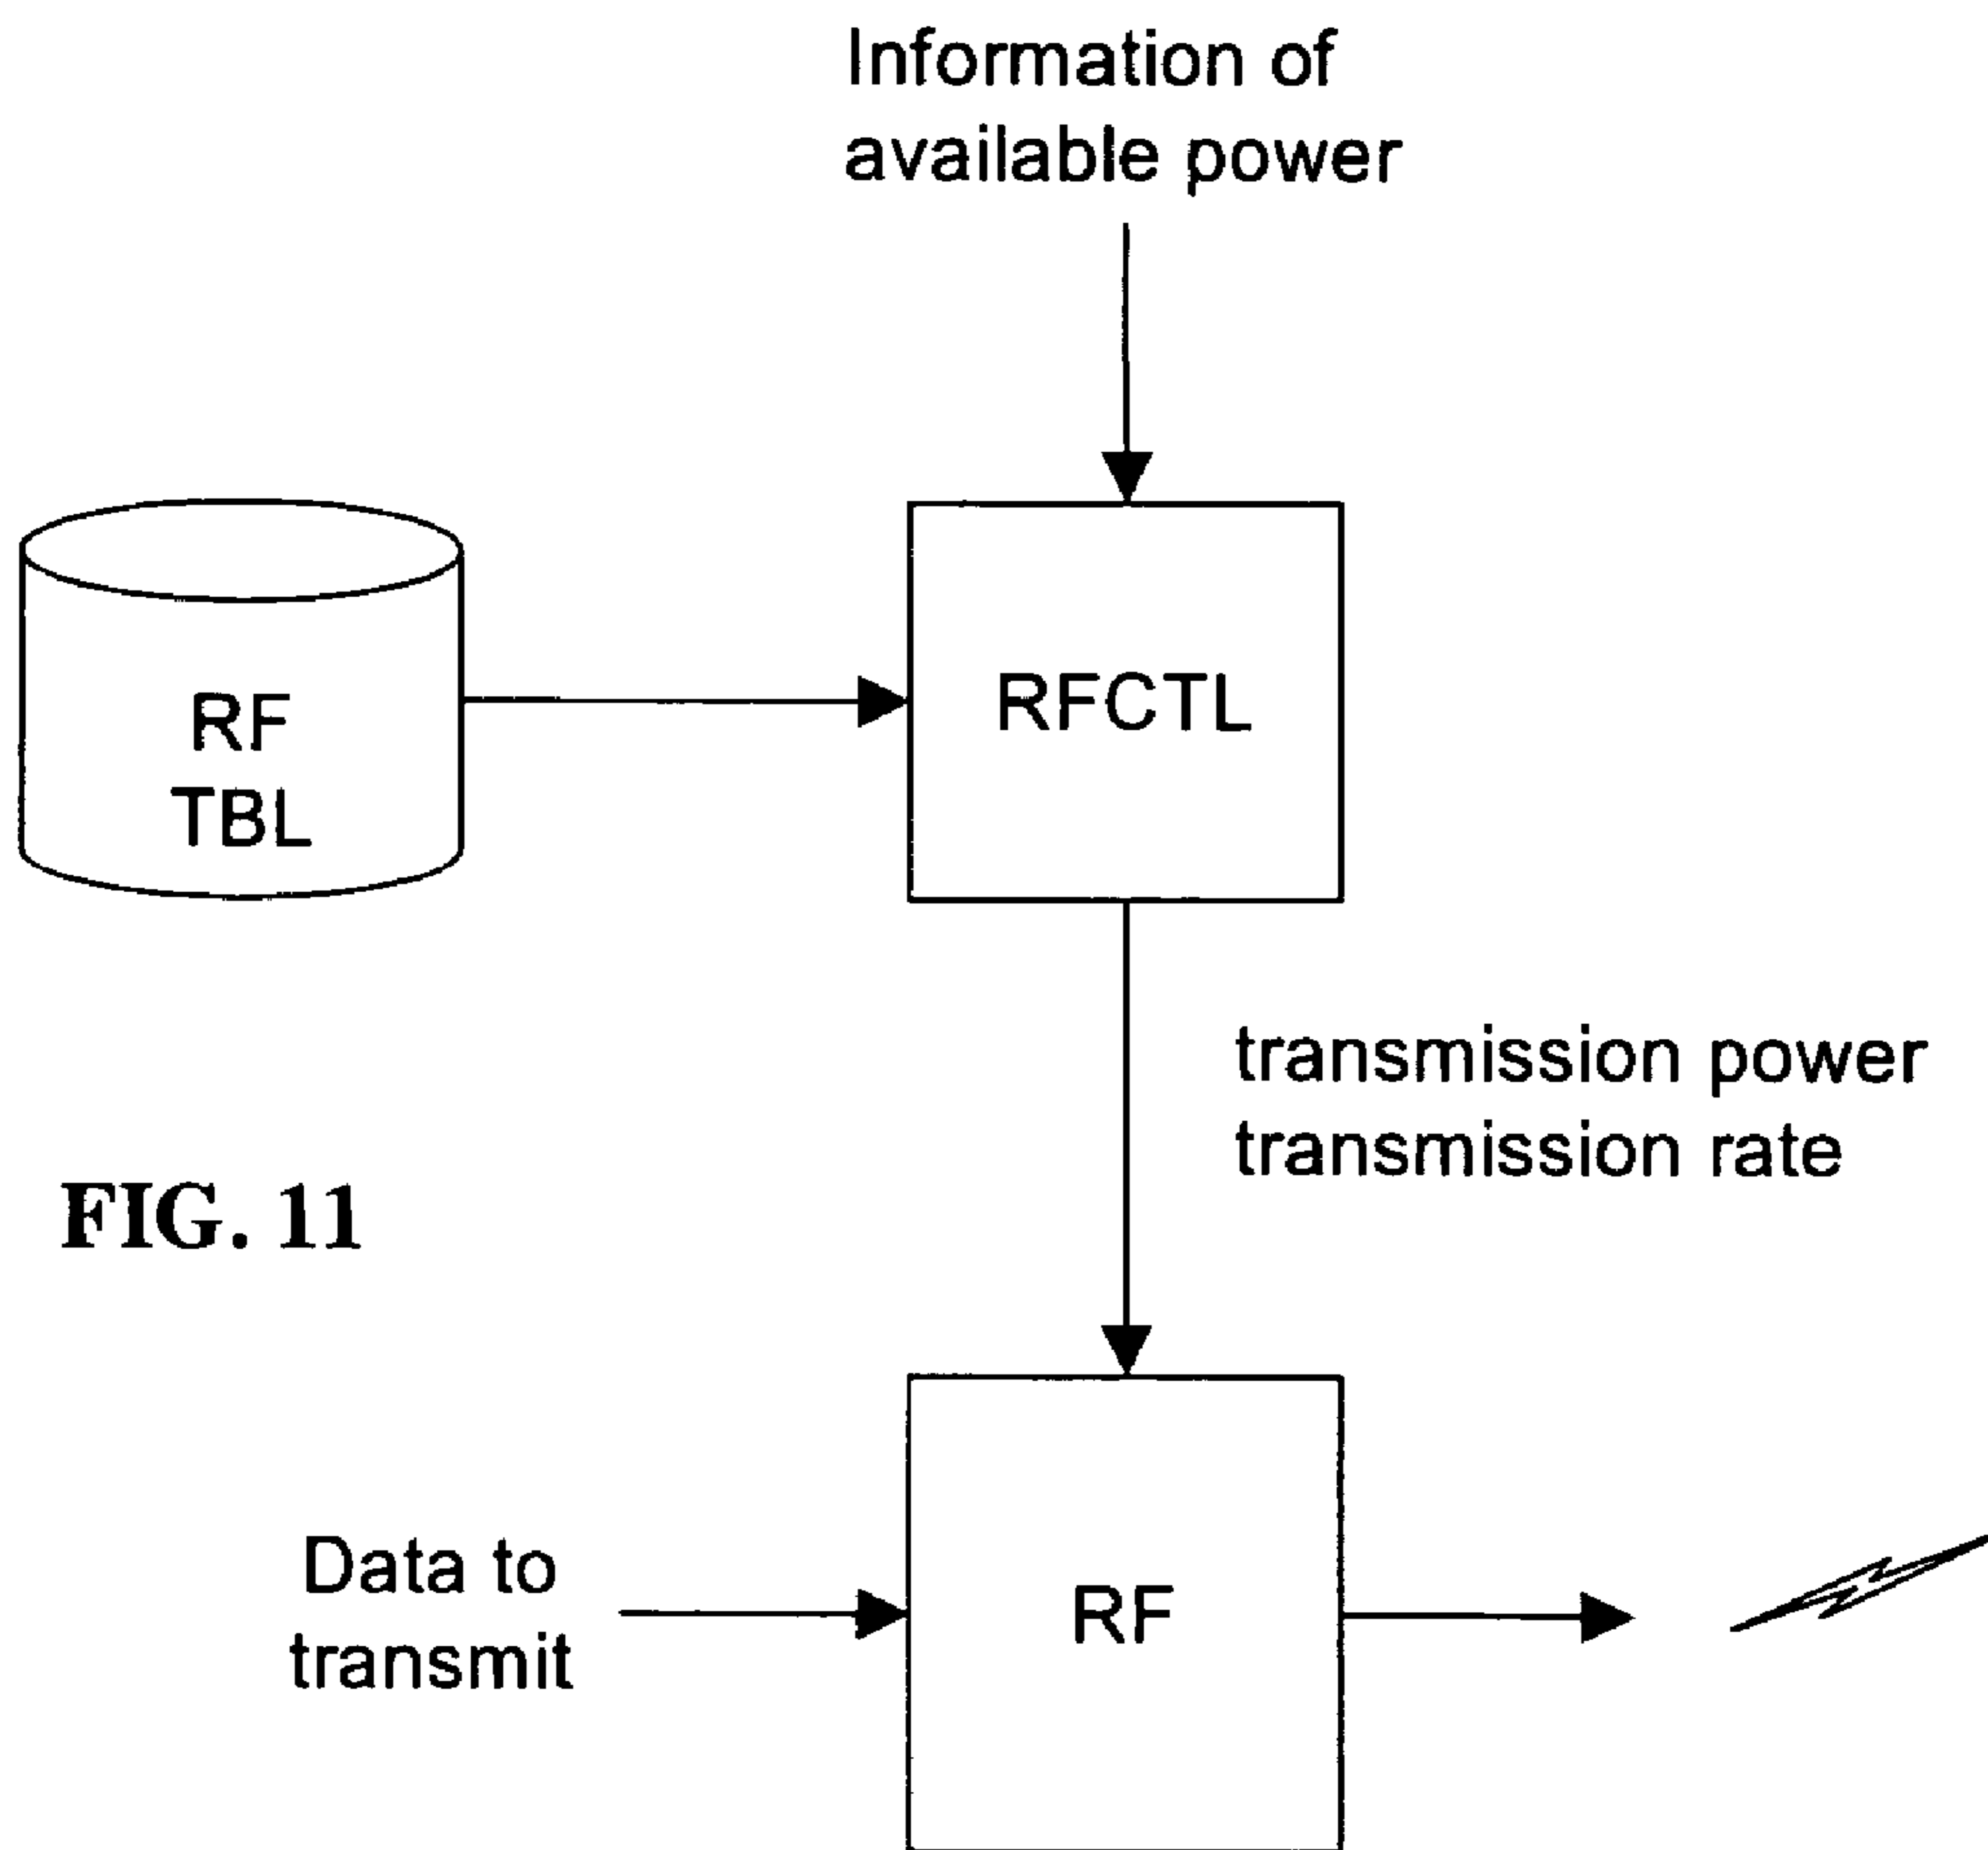 Information of
available power
RF
TBL
RFCTL
transmission power
transmission rate
FIG. 11
Data to
transmit
RF